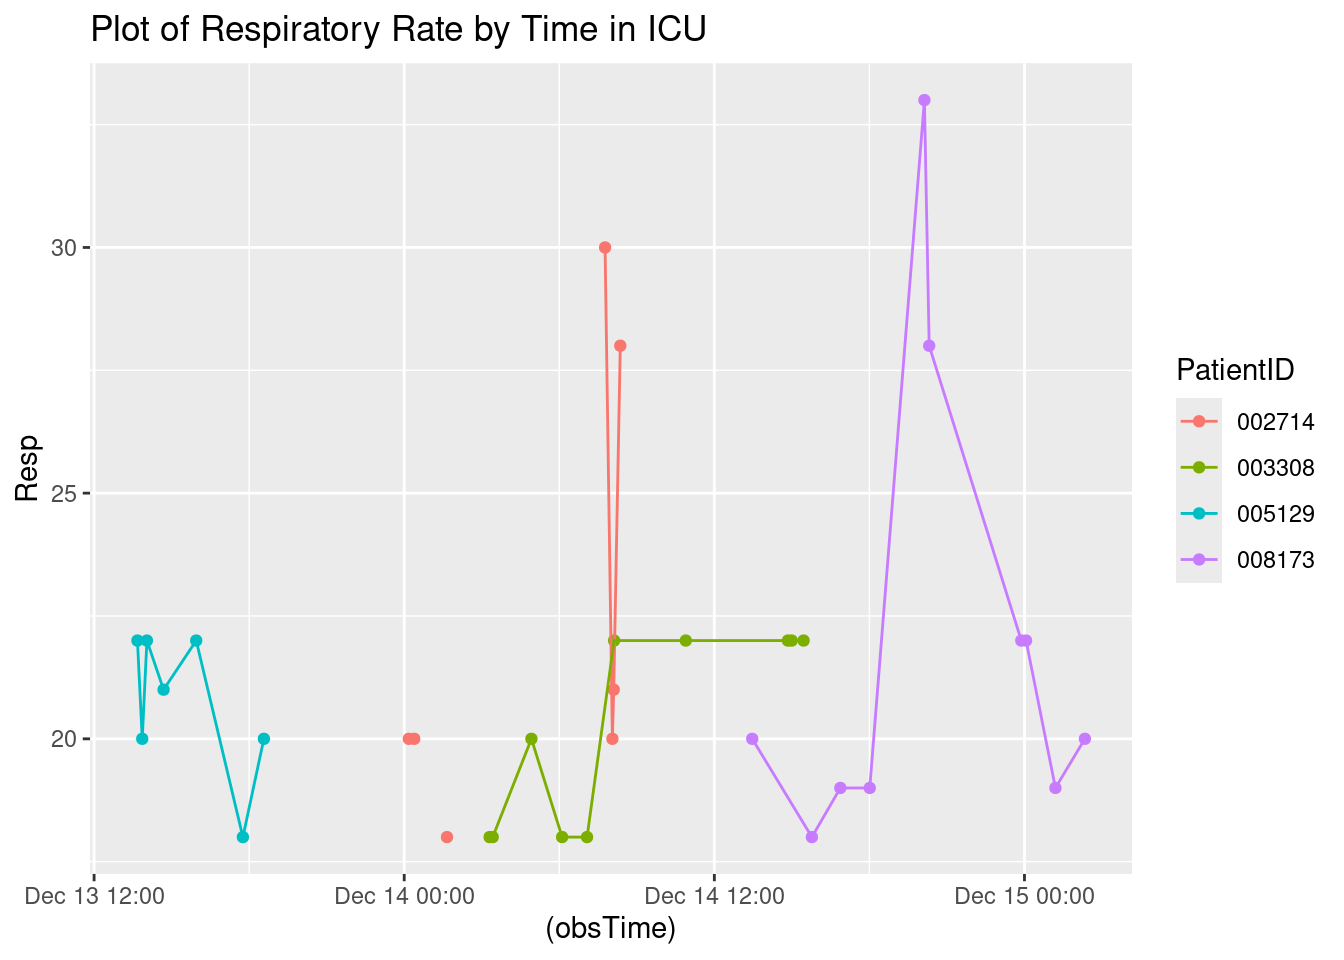 Plot of Respiratory Rate by Time in ICU
Resp
30
25
20
Dec 13 12:00
Dec 14 00:00
Dec 14 12:00
Dec 15 00:00
(obsTime)
PatientID
002714
003308
005129
008173